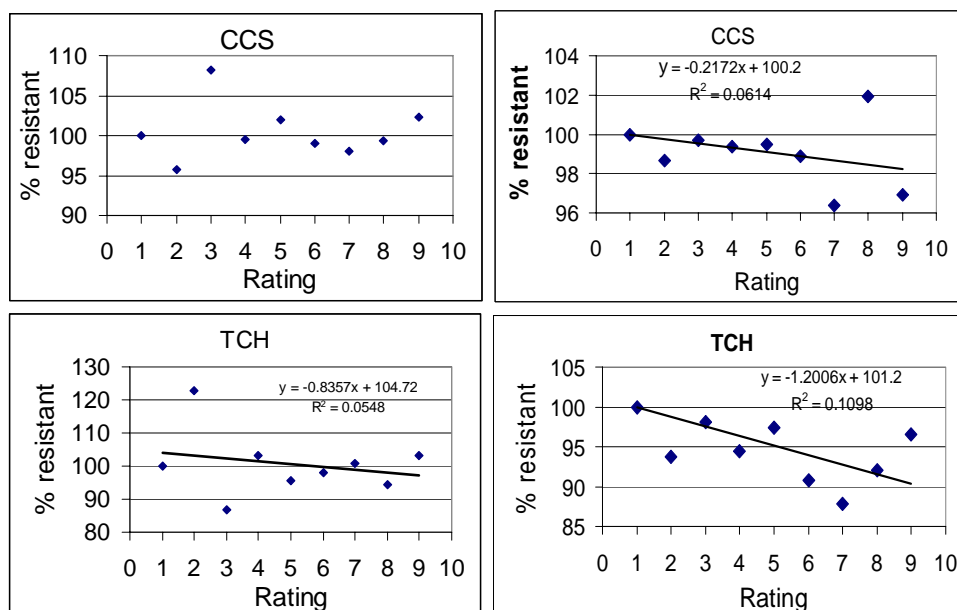 CCS
110
105
100
95
90
% resistant
0 1 2 3 4 5 6 7 8 9 10
Rating
CCS
y = -0.2172x + 100.2
R² = 0.0614
104
102
100
98
96
% resistant
0 1 2 3 4 5 6 7 8 9 10
Rating
TCH
y = -0.8357x + 104.72
R² = 0.0548
130
120
110
100
90
80
% resistant
0 1 2 3 4 5 6 7 8 9 10
Rating
TCH
y = -1.2006x + 101.2
R² = 0.1098
105
100
95
90
85
% resistant
0 1 2 3 4 5 6 7 8 9 10
Rating